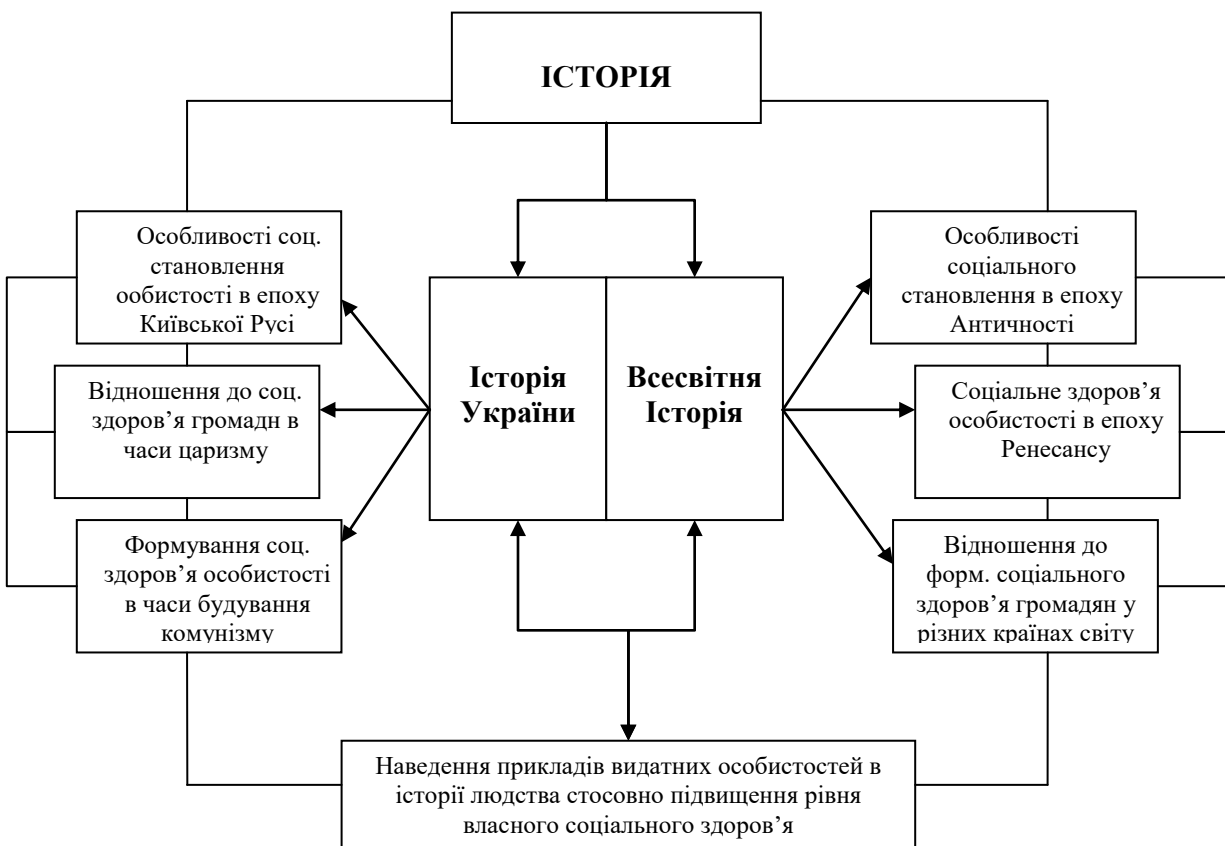 ІСТОРІЯ
Особливості соц.
становлення
ообистості в епоху
Київської Русі
Відношення до соц.
здоров’я громадн в
часи царизму
Формування соц.
здоров’я особистості
в часи будування
комунізму
Історія
України
Всесвітня
Історія
Особливості
соціального
становлення в епоху
Античності
Соціальне здоров’я
особистості в епоху
Ренесансу
Відношення до
форм. соціального
здоров’я громадян у
різних країнах світу
Наведення прикладів видатних особистостей в
історії людства стосовно підвищення рівня
власного соціального здоров’я